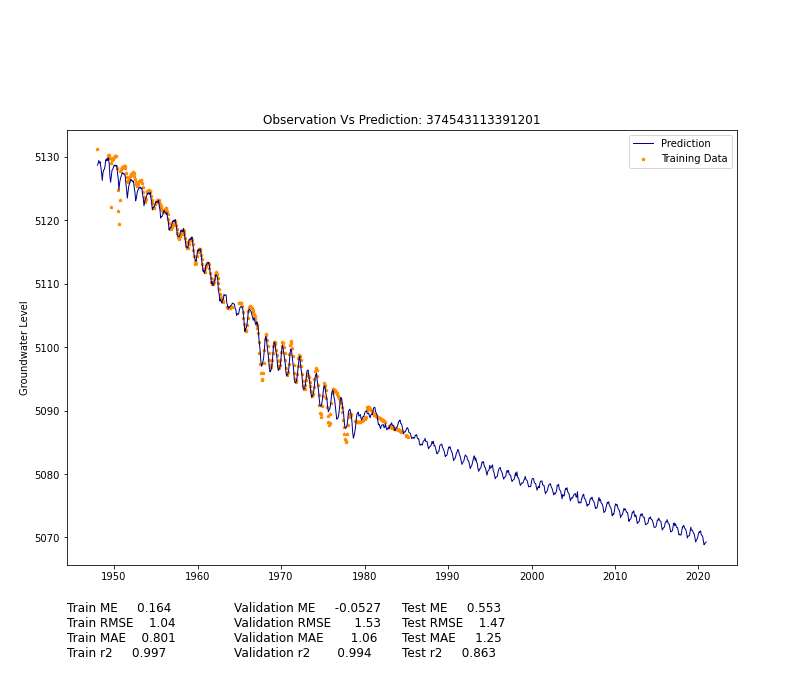 Observation Vs Prediction: 374543113391201
Prediction
Training Data
5130
5120
5110
5100
5090
5080
5070
Groundwater Level
1950 1960 1970 1980 1990 2000 2010 2020
Train ME 0.164 Validation ME -0.0527 Test ME 0.553
Train RMSE 1.04 Validation RMSE 1.53 Test RMSE 1.47
Train MAE 0.801 Validation MAE 1.06 Test MAE 1.25
Train r2 0.997 Validation r2 0.994 Test r2 0.863